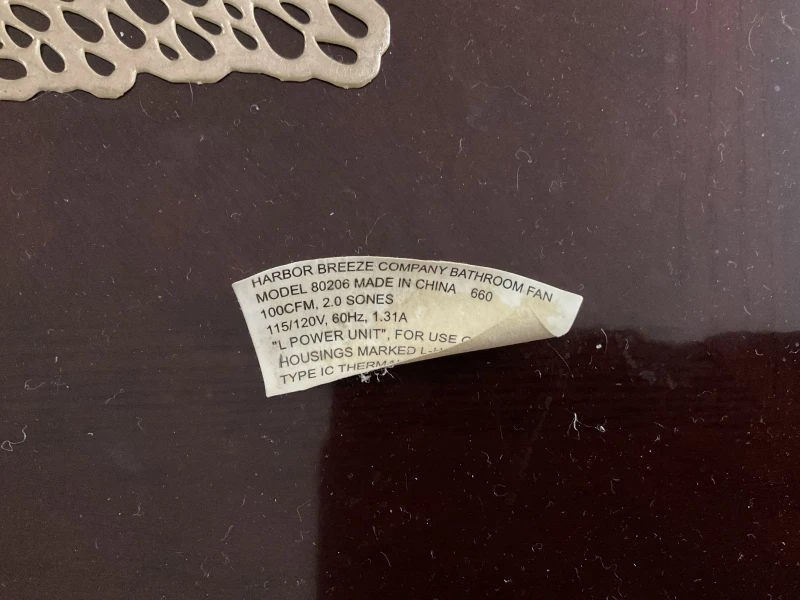 HARBOR BREEZE COMPANY BATHROOM FAN
MODEL 80206 MADE IN CHINA 660
100CFM, 2.0 SONES
115/120V, 60Hz, 1.31A
"L POWER UNIT", FOR USE
HOUSINGS MARKED
TYPE IC